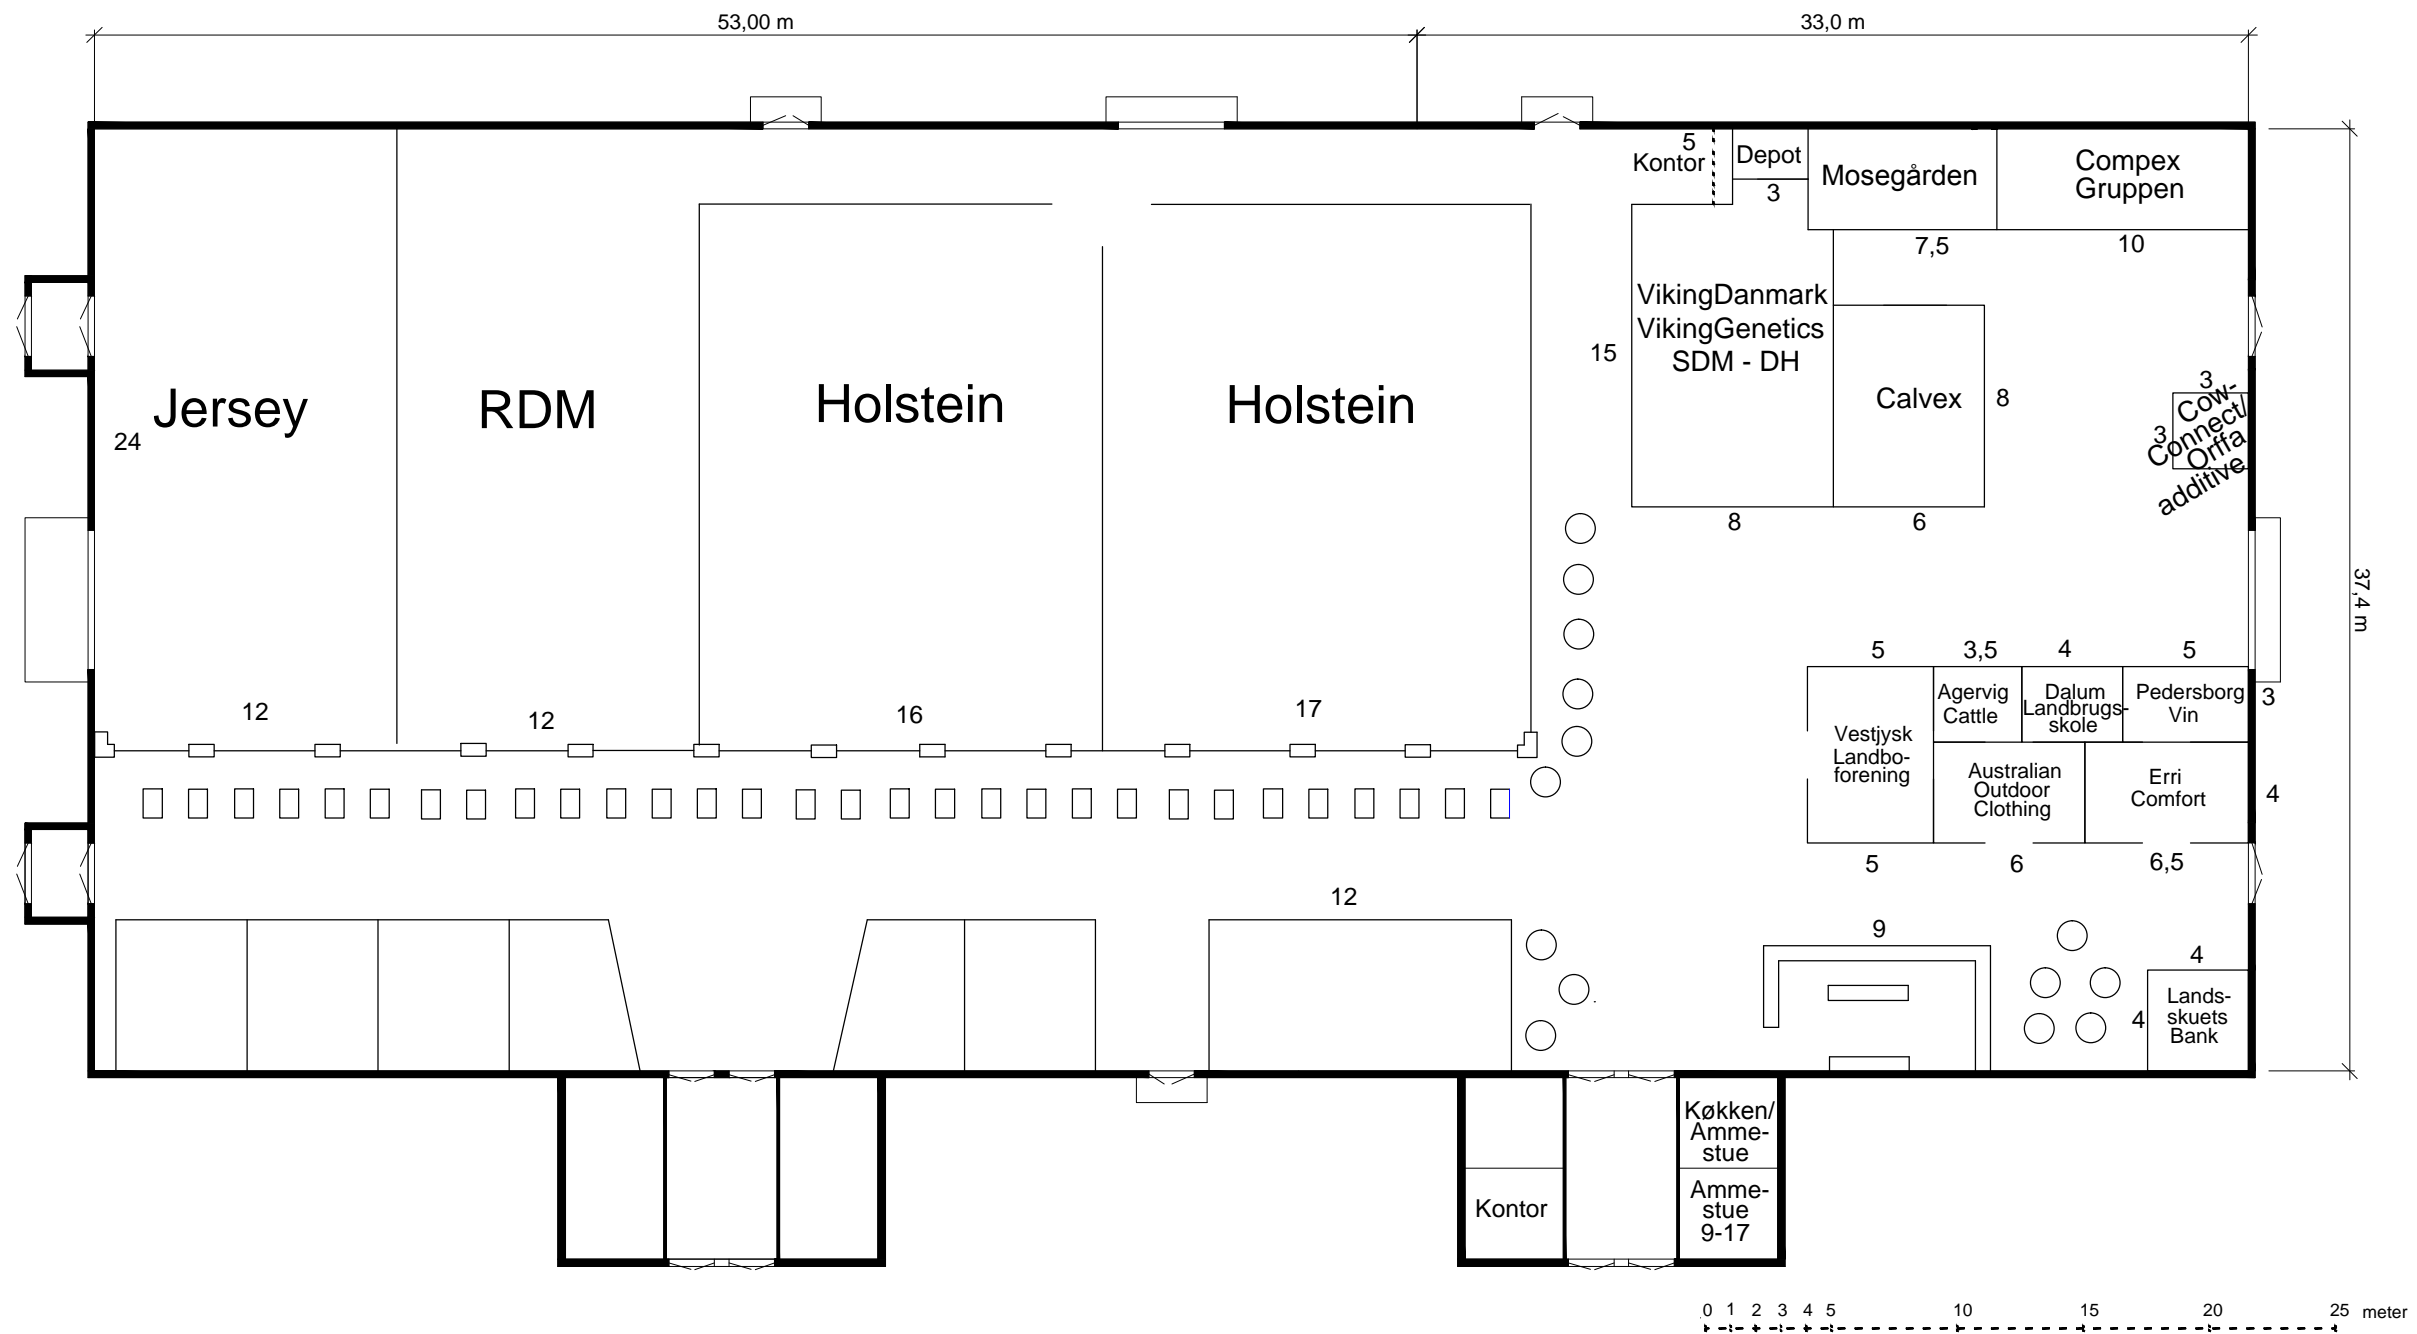 53,00 m
33,0 m
5
Kontor
Depot
3
Mosegården
7,5
Compex
Gruppen
10
VikingDanmark
VikingGenetics
SDM - DH
15
8
Calvex
8
6
3
3
Cow-
Connect/
Orffa
additive
Jersey
24
RDM
Holstein
Holstein
12
12
16
17
37,4 m
5
3,5
4
5
Vestjysk
Landbo-
forening
Agervig
Cattle
Dalum
Landbrugs-
skole
Pedersborg
Vin
3
Australian
Outdoor
Clothing
Erri
Comfort
4
5
6
6,5
12
9
4
4
Lands-
skuets
Bank
Køkken/
Amme-
stue
Kontor
Amme-
stue
9-17
0 1 2 3 4 5 10 15 20 25 meter